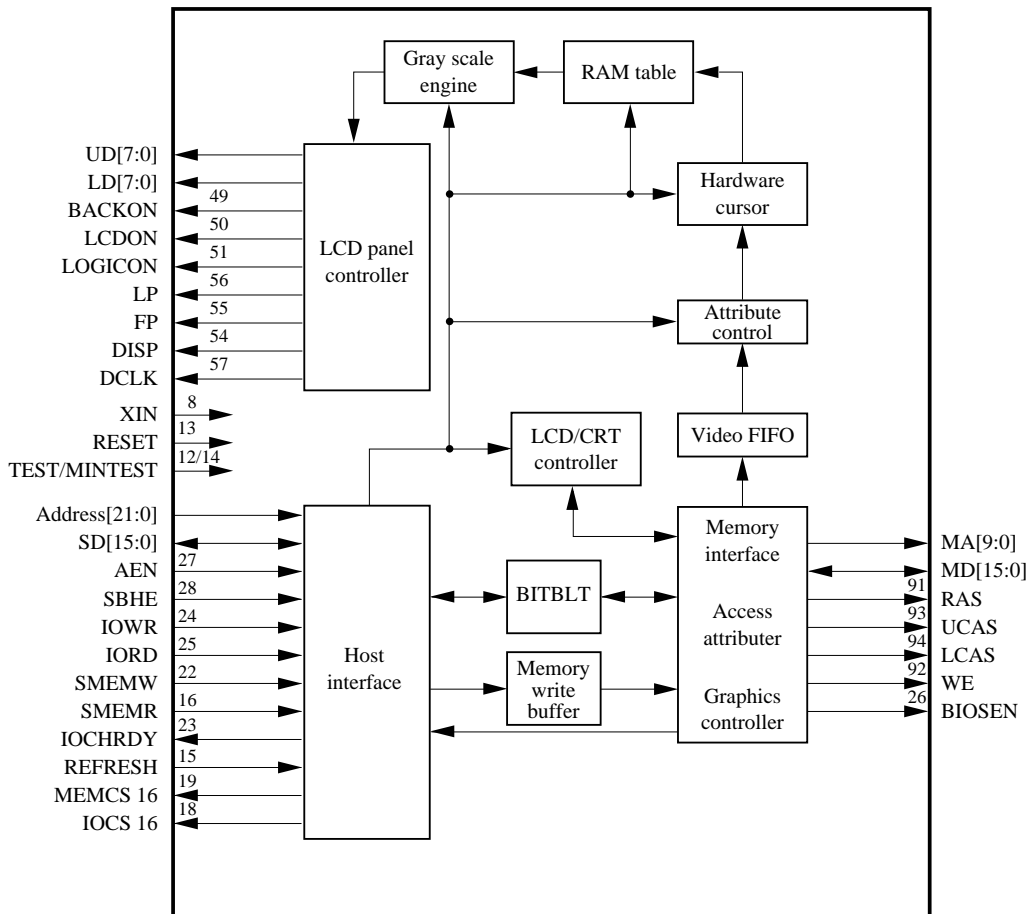 Gray scale
engine
RAM table
UD[7:0]
LD[7:0]
49
BACKON
50
LCDON
51
LOGICON
56
LP
55
FP
54
DISP
57
DCLK
LCD panel
controller
Hardware
cursor
Attribute
control
8
XIN
13
RESET
12/14
TEST/MINTEST
LCD/CRT
controller
Video FIFO
Address[21:0]
SD[15:0]
27
AEN
28
SBHE
24
IOWR
25
IORD
22
SMEMW
16
SMEMR
23
IOCHRDY
15
REFRESH
19
MEMCS 16
18
IOCS 16
Host
interface
BITBLT
Memory
write
buffer
Memory
interface
Access
attributer
Graphics
controller
MA[9:0]
MD[15:0]
91
RAS
93
UCAS
94
LCAS
92
WE
26
BIOSEN